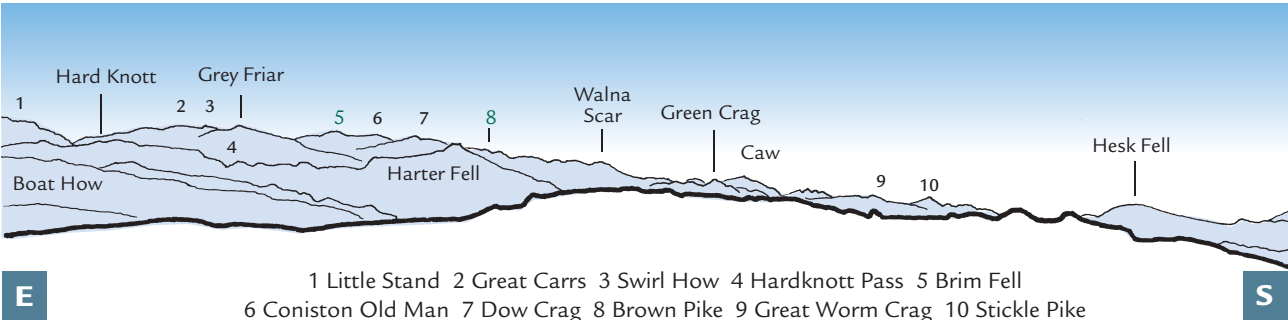 Hard Knott
Grey Friar
1
2
3
4
5
6
7
8
Walna
Scar
Green Crag
Caw
9
10
Hesk Fell
Boat How
Harter Fell
E
S
1 Little Stand 2 Great Carrs 3 Swirl How 4 Hardknott Pass 5 Brim Fell
6 Coniston Old Man 7 Dow Crag 8 Brown Pike 9 Great Worm Crag 10 Stickle Pike